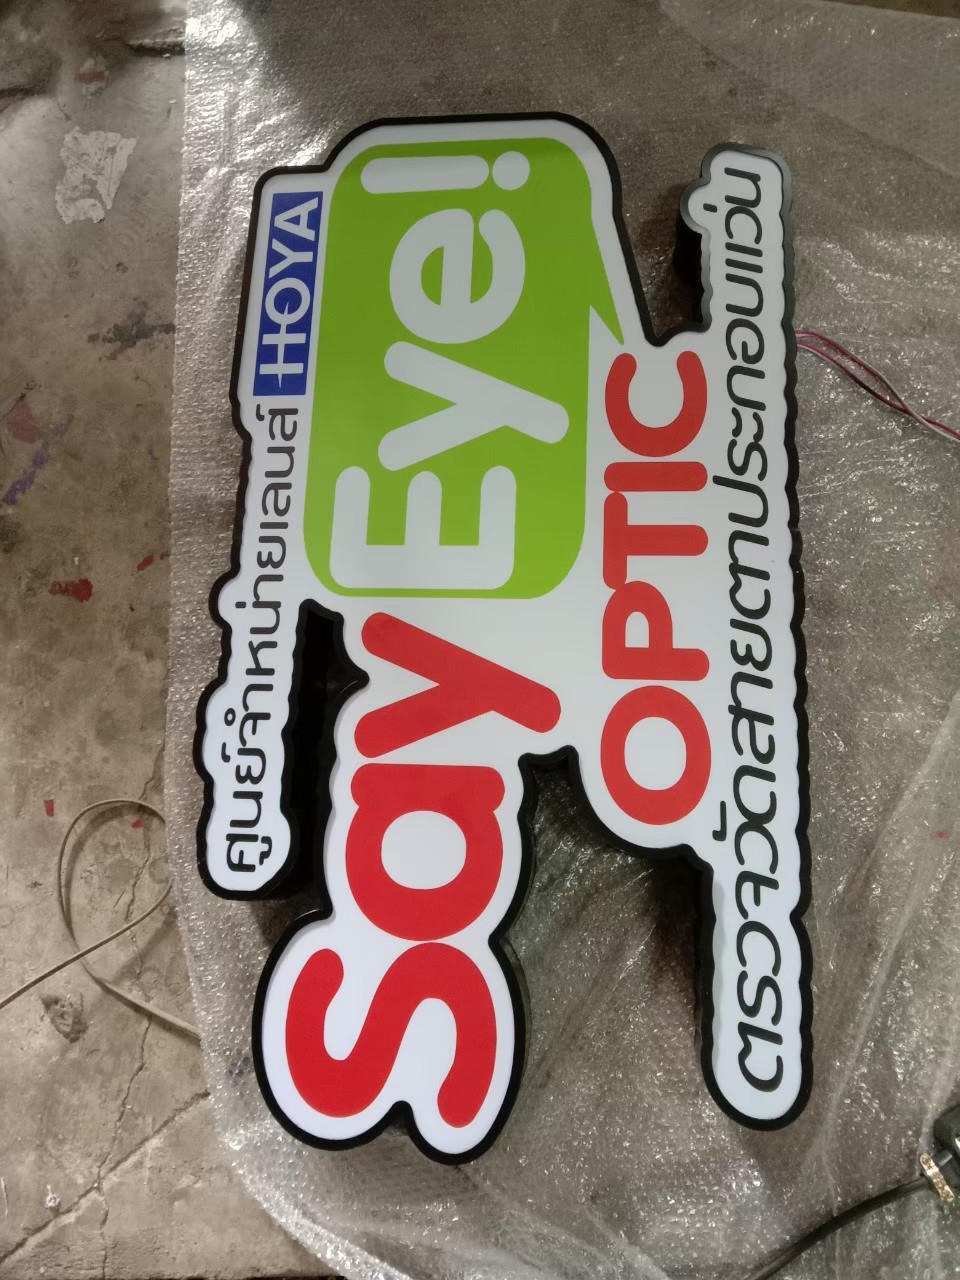 ศูนย์จำหน่ายเลนส์ HOYA
Say Eye!
OPTIC
ตรวจวัดสายตาประกอบแว่น